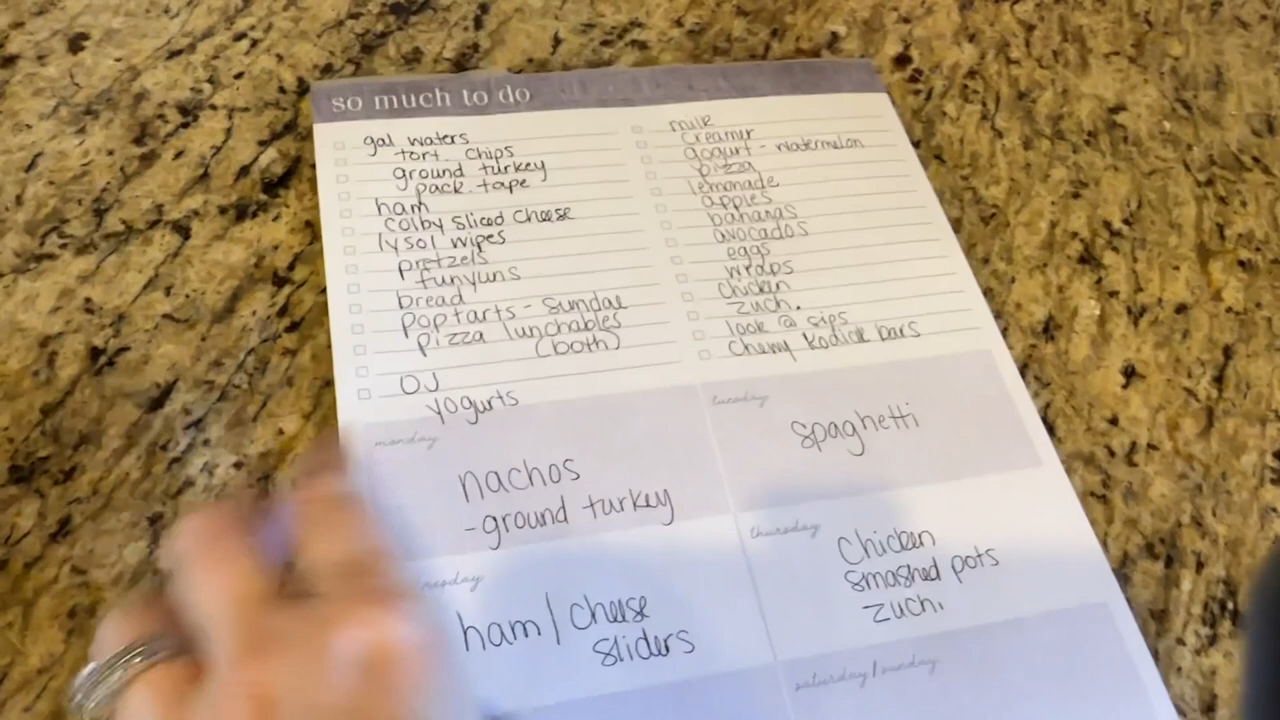 so much to do
gal waters
tort. chips
ground turkey
pack. tape
ham
colby sliced cheese
lysol wipes
pretzels
funyuns
bread
poptarts - sundae
pizza lunchables
(both)
OJ
yogurts
milk
creamer
yogurt - watermelon
pizza
lemonade
apples
bananas
avocados
eggs
wraps
chicken
zuch.
look @ sips
bars
monday
nachos
- ground turkey
tuesday
spaghetti
ham / cheese
sliders
thursday
Chicken
smashed pots
zuch.
saturday / sunday